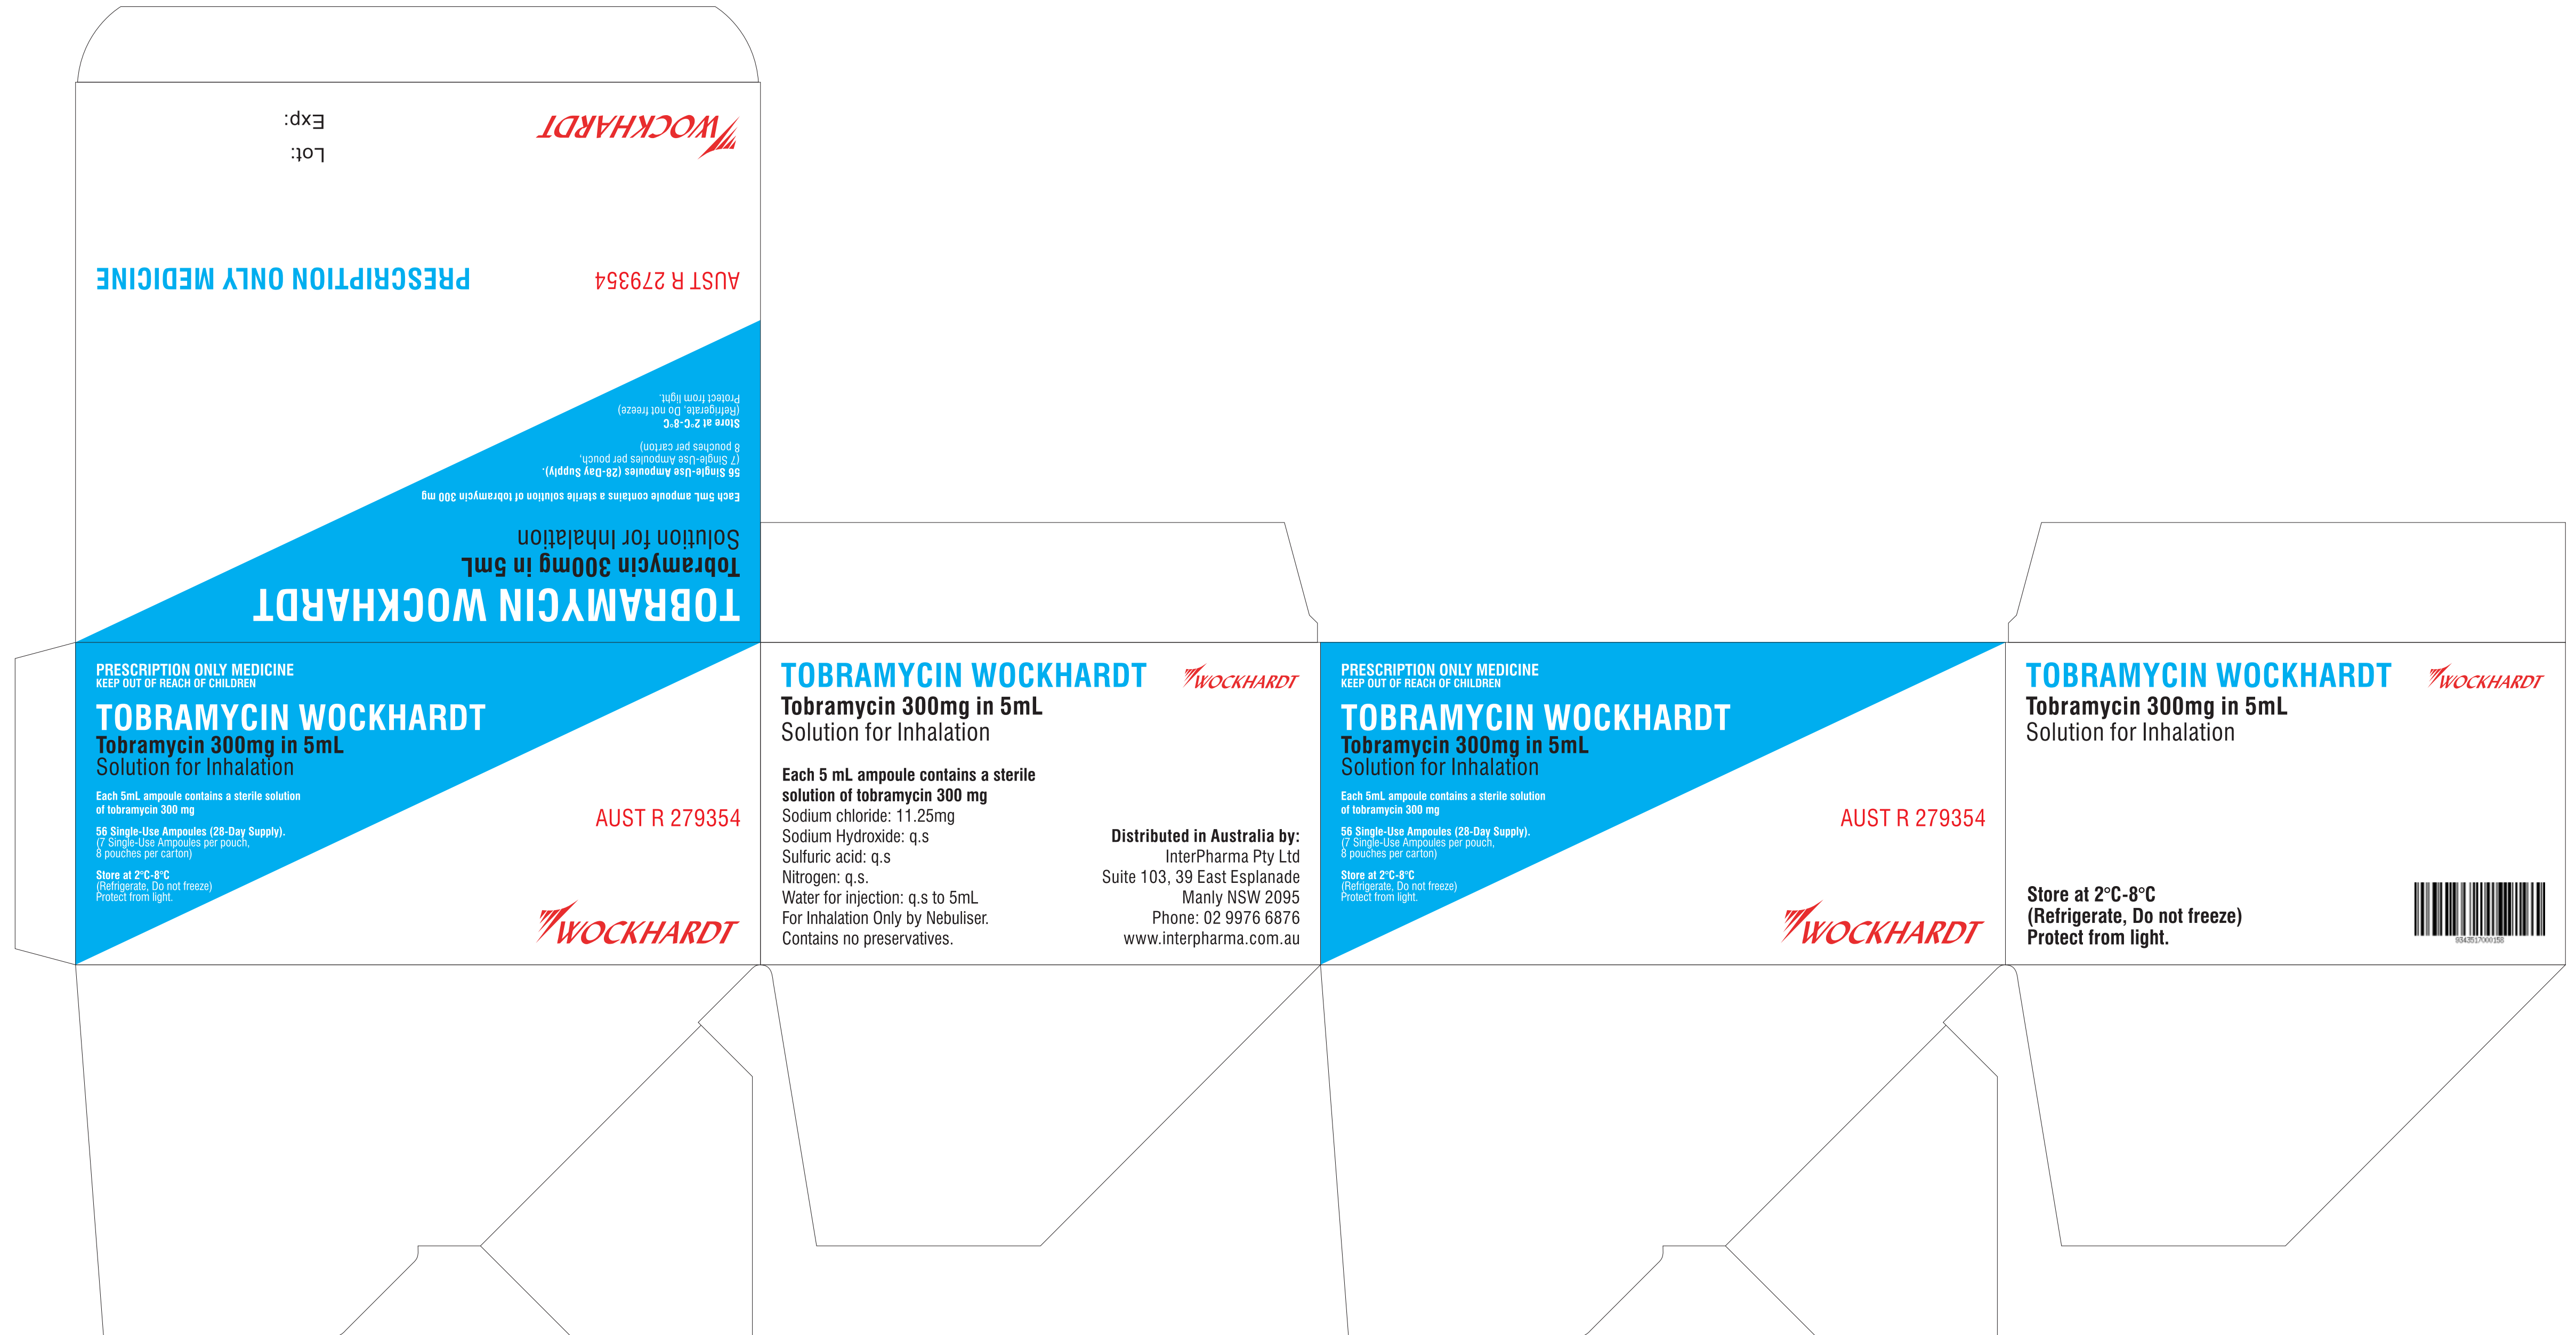 Exp:
Lot:
WOCKHARDT
PRESCRIPTION ONLY MEDICINE
AUST R 279354
Protect from light.
(Refrigerate, Do not freeze)
Store at 2°C-8°C
8 pouches per carton)
(7 Single-Use Ampoules per pouch,
56 Single-Use Ampoules (28-Day Supply).
Each 5mL ampoule contains a sterile solution of tobramycin 300 mg
Solution for Inhalation
Tobramycin 300mg in 5mL
TOBRAMYCIN WOCKHARDT
PRESCRIPTION ONLY MEDICINE
KEEP OUT OF REACH OF CHILDREN
TOBRAMYCIN WOCKHARDT
Tobramycin 300mg in 5mL
Solution for Inhalation
Each 5mL ampoule contains a sterile solution
of tobramycin 300 mg
56 Single-Use Ampoules (28-Day Supply).
(7 Single-Use Ampoules per pouch,
8 pouches per carton)
Store at 2°C-8°C
(Refrigerate, Do not freeze)
Protect from light.
AUST R 279354
WOCKHARDT
TOBRAMYCIN WOCKHARDT
WOCKHARDT
Tobramycin 300mg in 5mL
Solution for Inhalation
Each 5 mL ampoule contains a sterile
solution of tobramycin 300 mg
Sodium chloride: 11.25mg
Sodium Hydroxide: q.s
Sulfuric acid: q.s
Nitrogen: q.s.
Water for injection: q.s to 5mL
For Inhalation Only by Nebuliser.
Contains no preservatives.
Distributed in Australia by:
InterPharma Pty Ltd
Suite 103, 39 East Esplanade
Manly NSW 2095
Phone: 02 9976 6876
www.interpharma.com.au
PRESCRIPTION ONLY MEDICINE
KEEP OUT OF REACH OF CHILDREN
TOBRAMYCIN WOCKHARDT
Tobramycin 300mg in 5mL
Solution for Inhalation
Each 5mL ampoule contains a sterile solution
of tobramycin 300 mg
56 Single-Use Ampoules (28-Day Supply).
(7 Single-Use Ampoules per pouch,
8 pouches per carton)
Store at 2°C-8°C
(Refrigerate, Do not freeze)
Protect from light.
AUST R 279354
WOCKHARDT
TOBRAMYCIN WOCKHARDT
WOCKHARDT
Tobramycin 300mg in 5mL
Solution for Inhalation
Store at 2°C-8°C
(Refrigerate, Do not freeze)
Protect from light.
9343517000158